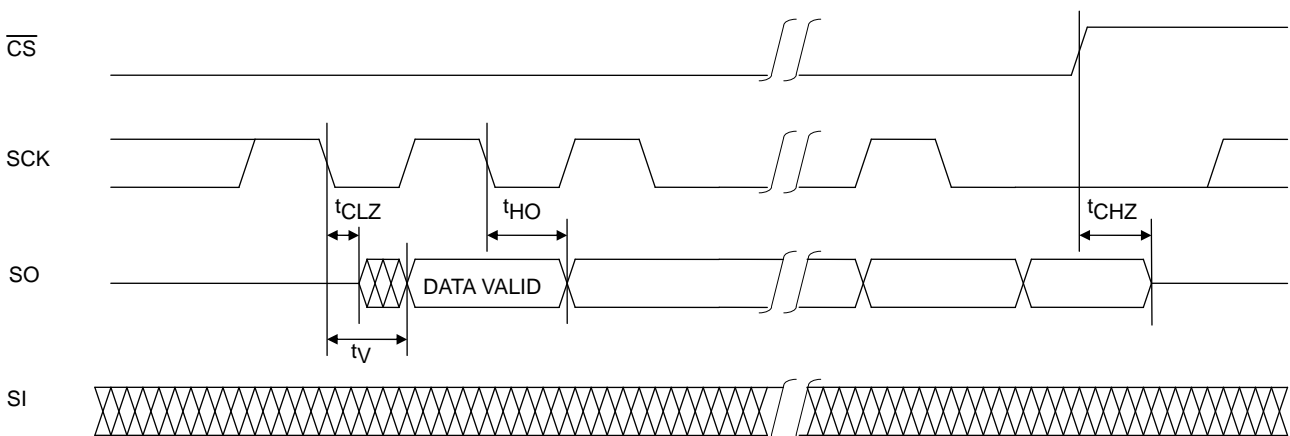 CS
SCK
tCLZ
tHO
tCHZ
SO
DATA VALID
tV
SI